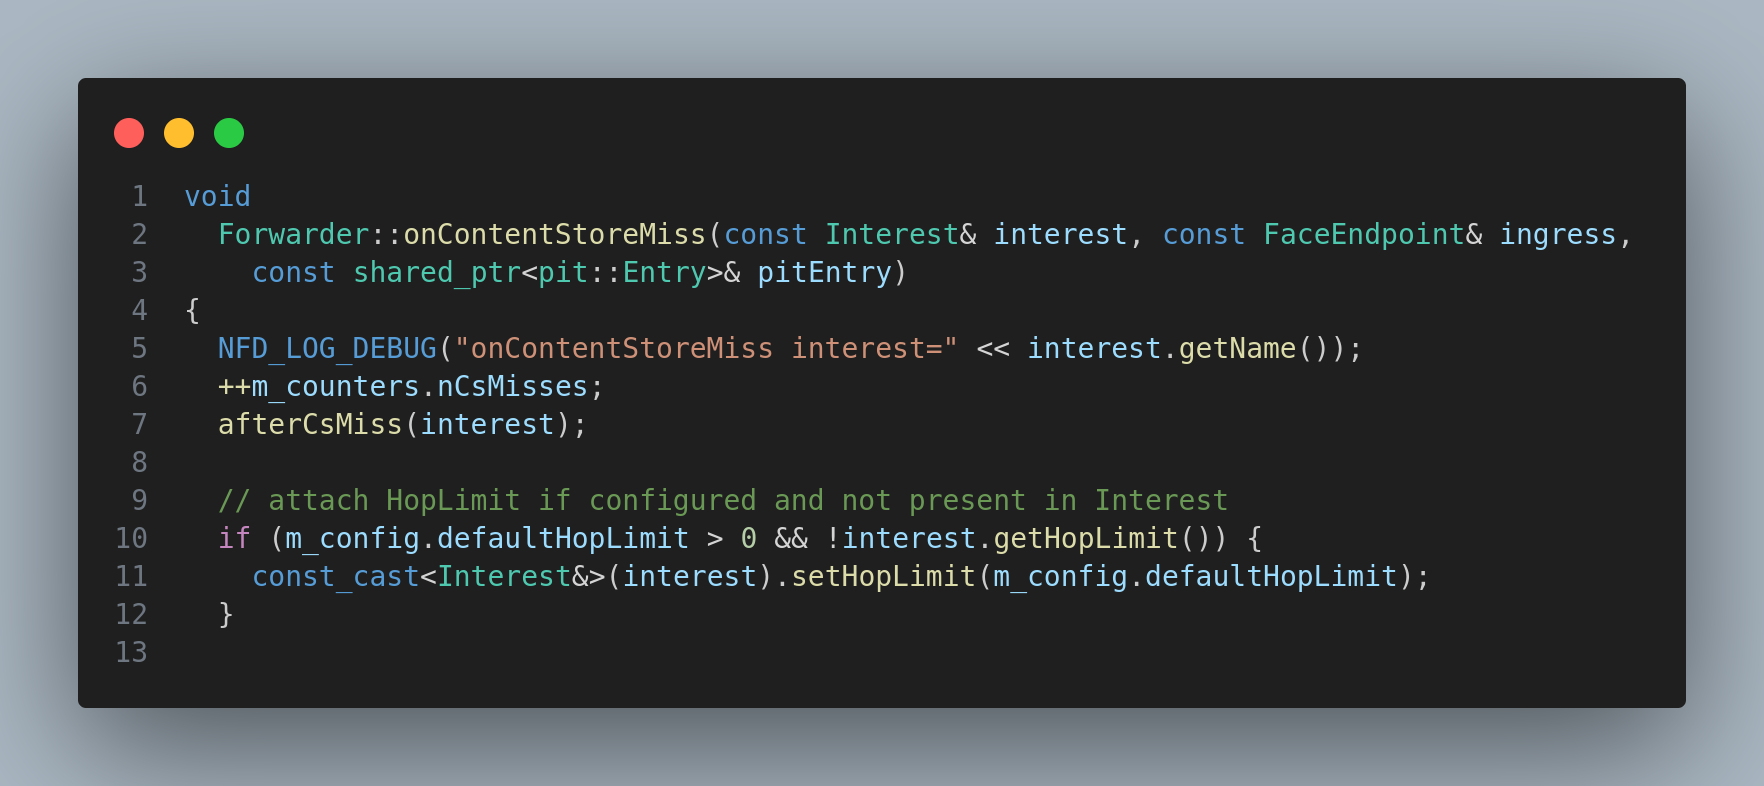 1 void
2   Forwarder::onContentStoreMiss(const Interest& interest, const FaceEndpoint& ingress,
3     const shared_ptr<pit::Entry>& pitEntry)
4 {
5   NFD_LOG_DEBUG("onContentStoreMiss interest=" << interest.getName());
6   ++m_counters.nCsMisses;
7   afterCsMiss(interest);
8
9   // attach HopLimit if configured and not present in Interest
10   if (m_config.defaultHopLimit > 0 && !interest.getHopLimit()) {
11     const_cast<Interest&>(interest).setHopLimit(m_config.defaultHopLimit);
12   }
13